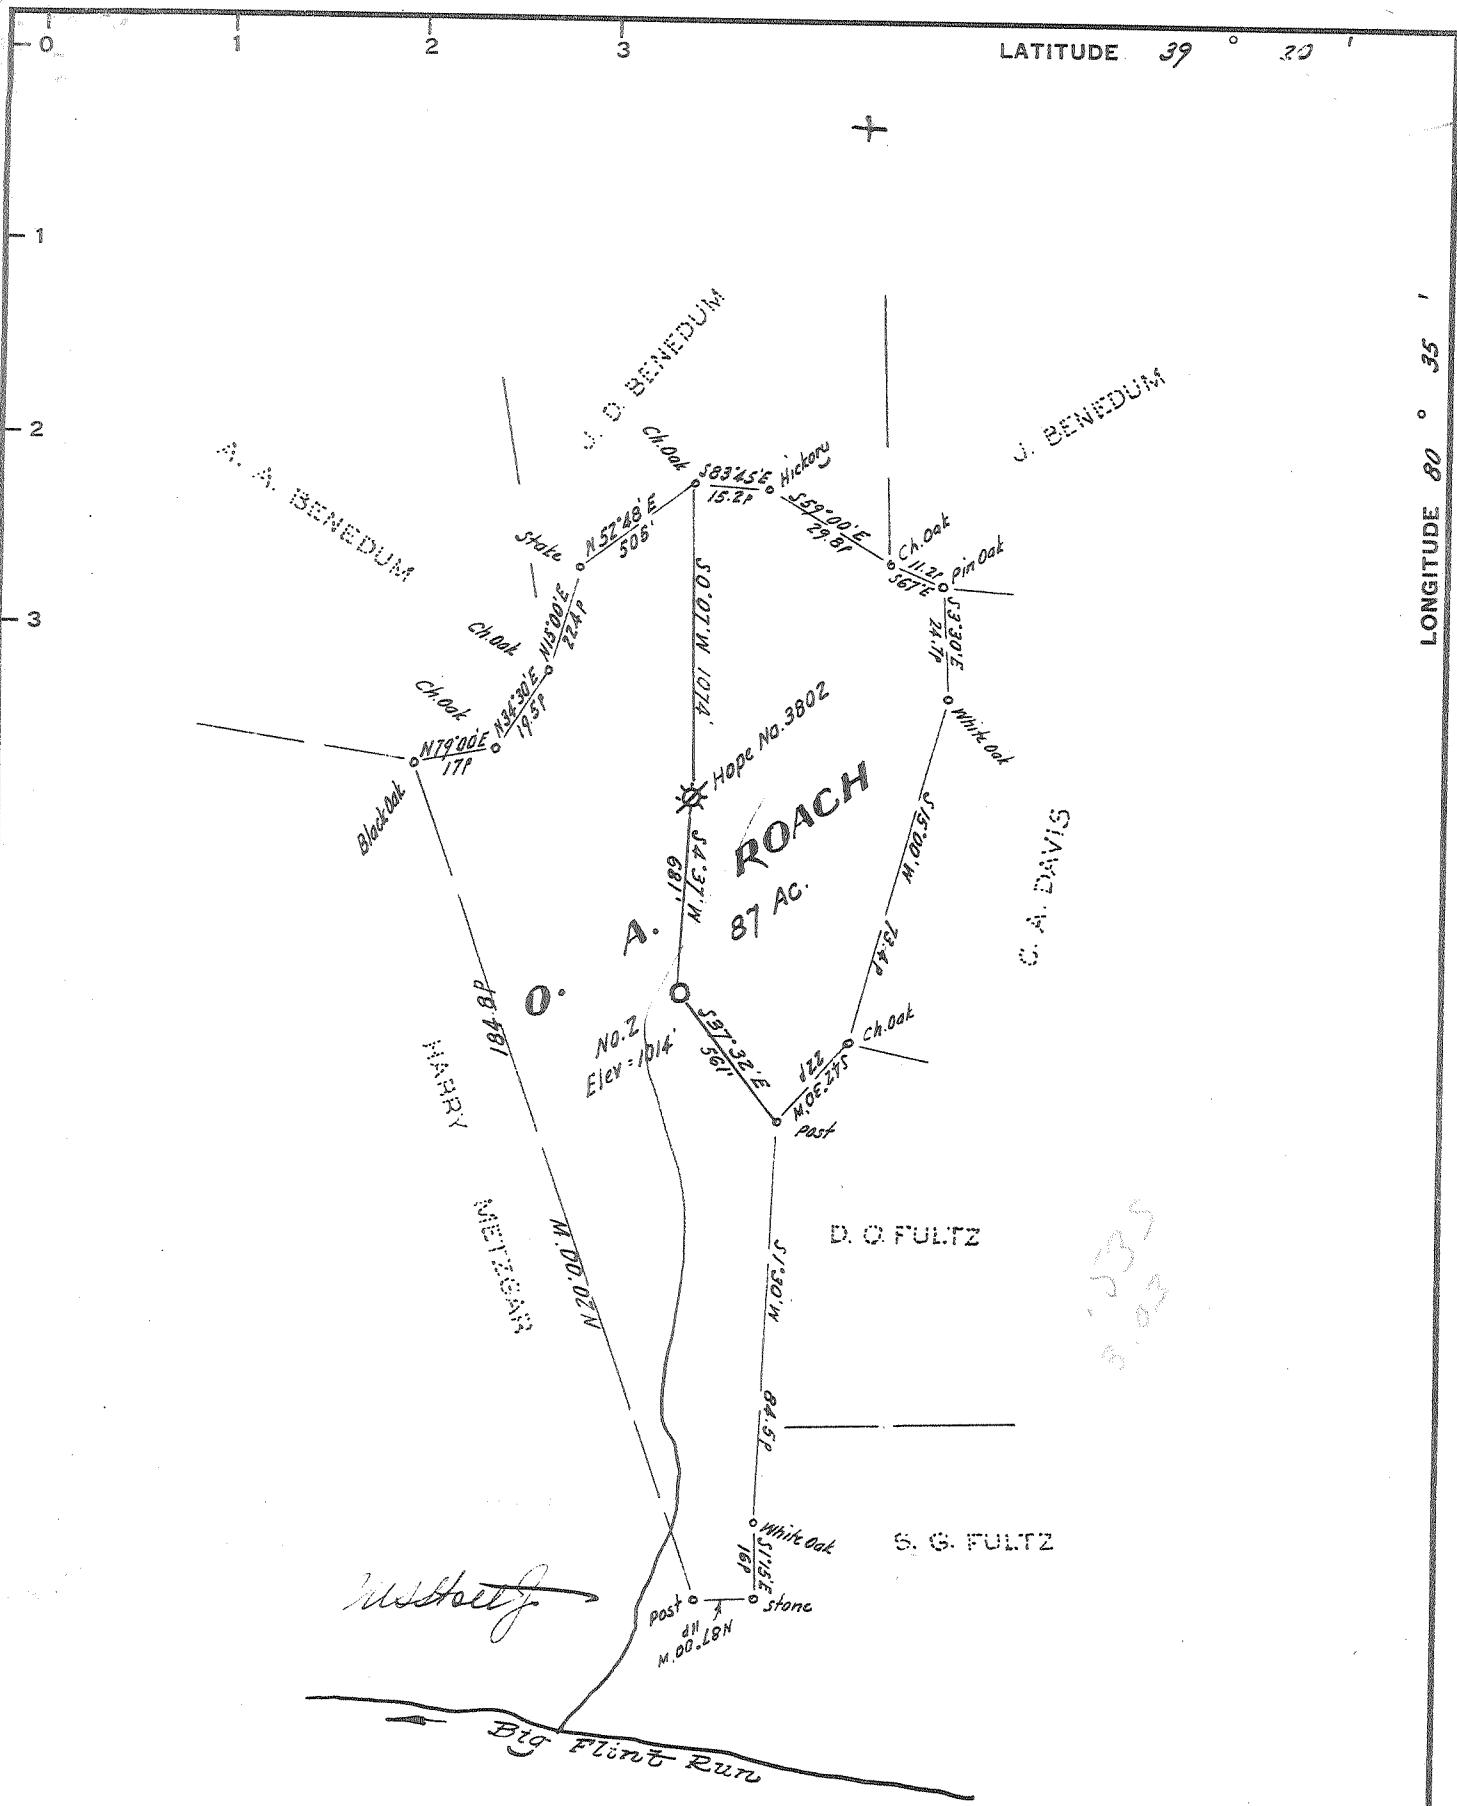 0
1
2
3
LATITUDE 39 ° 20 '
1
2
3
LONGITUDE 80 ° 35 '
J. D. BENEDUM
J. BENEDUM
A. A. BENEDUM
Ch.Oak
S83°45'E
15.2P
Hickory
S59°00'E
29.8P
Ch.Oak
11.2P
S67°E
Pin Oak
S3°30'E
24.7P
White Oak
Stake
N52°48'E
506'
N15°00'E
22.4P
Ch.Oak
N34°30'E
19.5P
Ch.Oak
N79°00'E
17P
Black Oak
S0°07'W 1074'
Hope No.3802
S4°37'W
681'
O. A. ROACH
87 Ac.
S15°00'W
73.4P
C. A. DAVIS
No.2
Elev = 1014'
S37°32'E
561'
Ch.Oak
S47°30'W
22P
Post
184.8P
N20°00'W
HARRY METZGAR
D. O. FULTZ
S1°30'W
84.5P
White Oak
S1°15'E
16P
S. G. FULTZ
Post
Stone
N87°00'W
11P
Big Flint Run